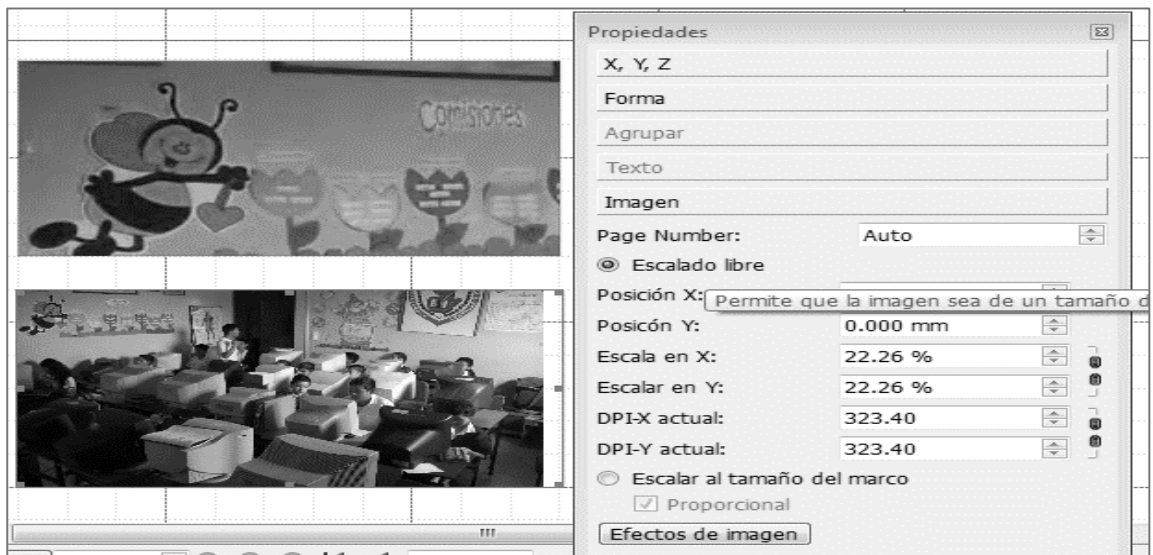 Comisiones
Propiedades
X, Y, Z
Forma
Agrupar
Texto
Imagen
Page Number: Auto
Escalado libre
Posición X:
Permite que la imagen sea de un tamaño d
Posicón Y: 0.000 mm
Escala en X: 22.26 %
Escalar en Y: 22.26 %
DPI-X actual: 323.40
DPI-Y actual: 323.40
Escalar al tamaño del marco
Proporcional
Efectos de imagen